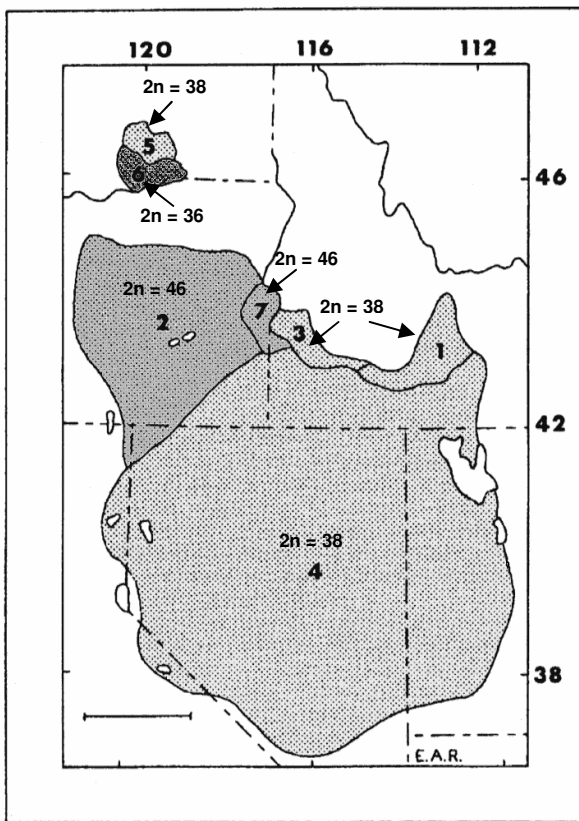 120 116 112
2n = 38
5
6
46
2n = 36
2n = 46
2n = 46
7
2n = 38
2
3
1
42
2n = 38
4
38
E.A.R.